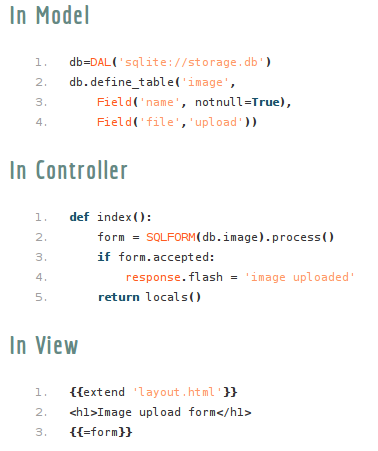 In Model
1. db=DAL('sqlite://storage.db')
2. db.define_table('image',
3.     Field('name', notnull=True),
4.     Field('file','upload'))
In Controller
1. def index():
2.     form = SQLFORM(db.image).process()
3.     if form.accepted:
4.         response.flash = 'image uploaded'
5.     return locals()
In View
1. {{extend 'layout.html'}}
2. <h1>Image upload form</h1>
3. {{=form}}